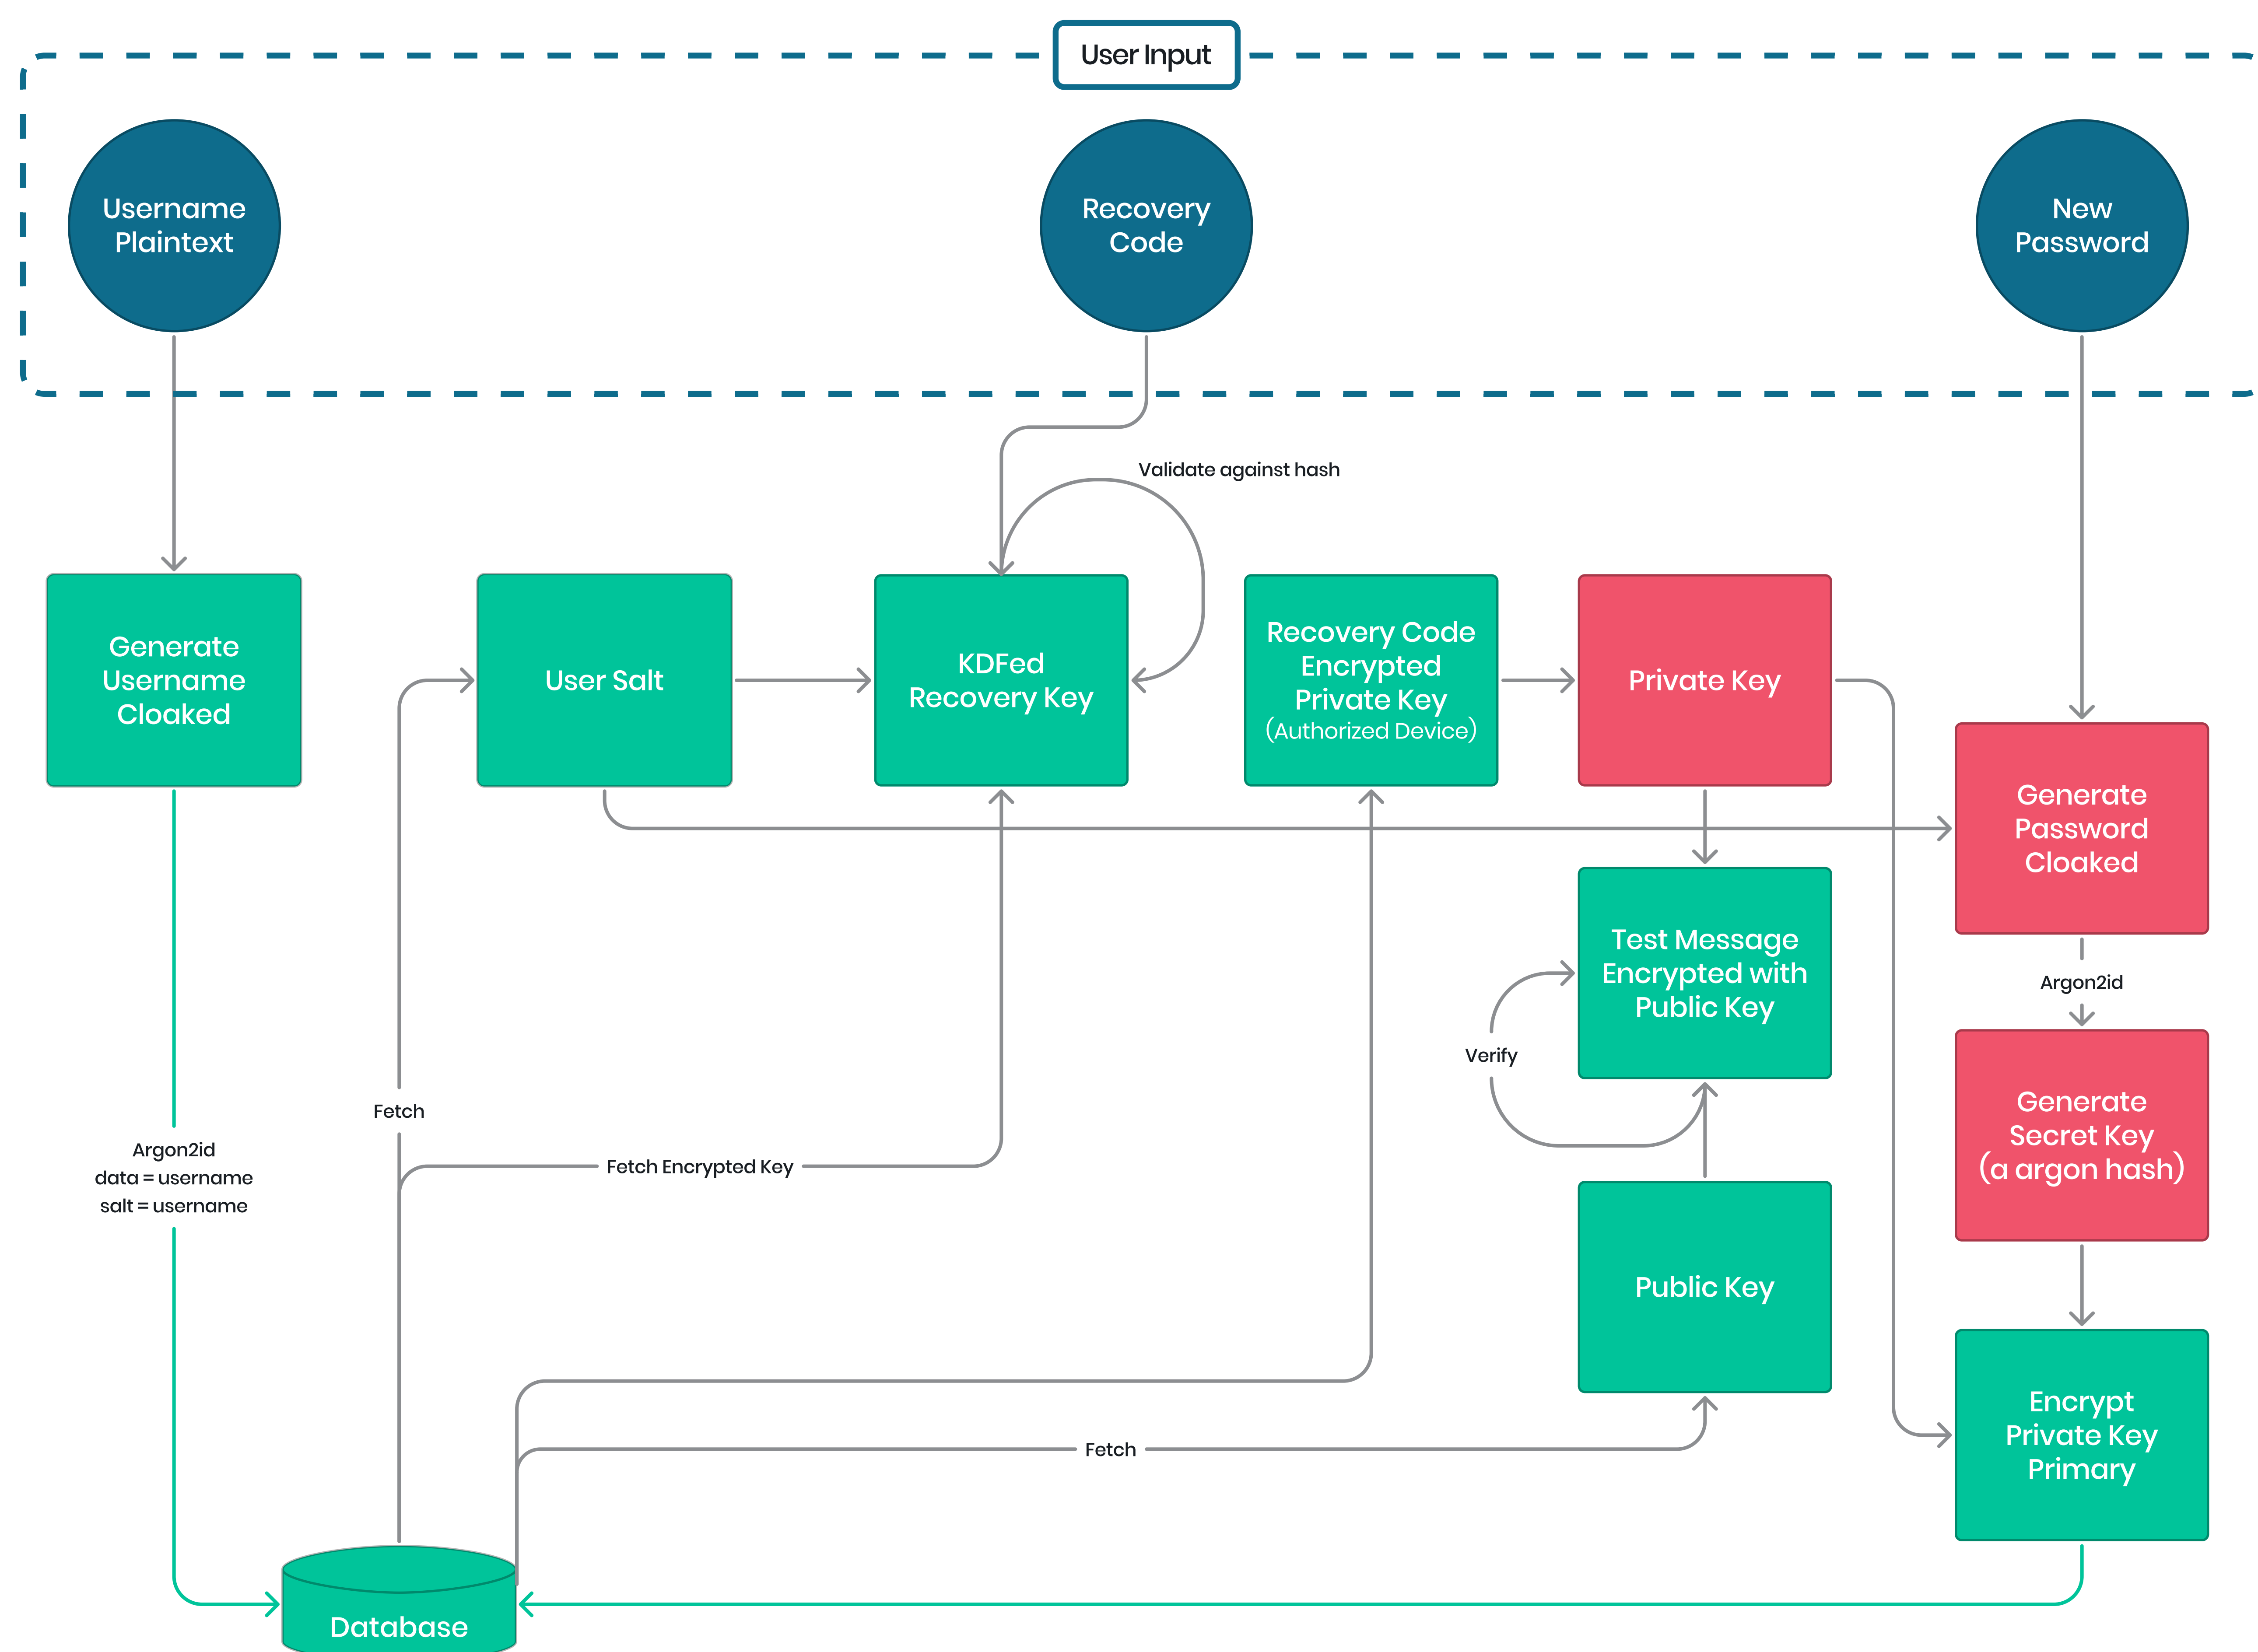 User Input
Username
Plaintext
Recovery
Code
New
Password
Validate against hash
Generate
Username
Cloaked
User Salt
KDFed
Recovery Key
Recovery Code
Encrypted
Private Key
(Authorized Device)
Private Key
Generate
Password
Cloaked
Test Message
Encrypted with
Public Key
Argon2id
Verify
Generate
Secret Key
(a argon hash)
Fetch
Argon2id
data = username
salt = username
Fetch Encrypted Key
Public Key
Encrypt
Private Key
Primary
Fetch
Database